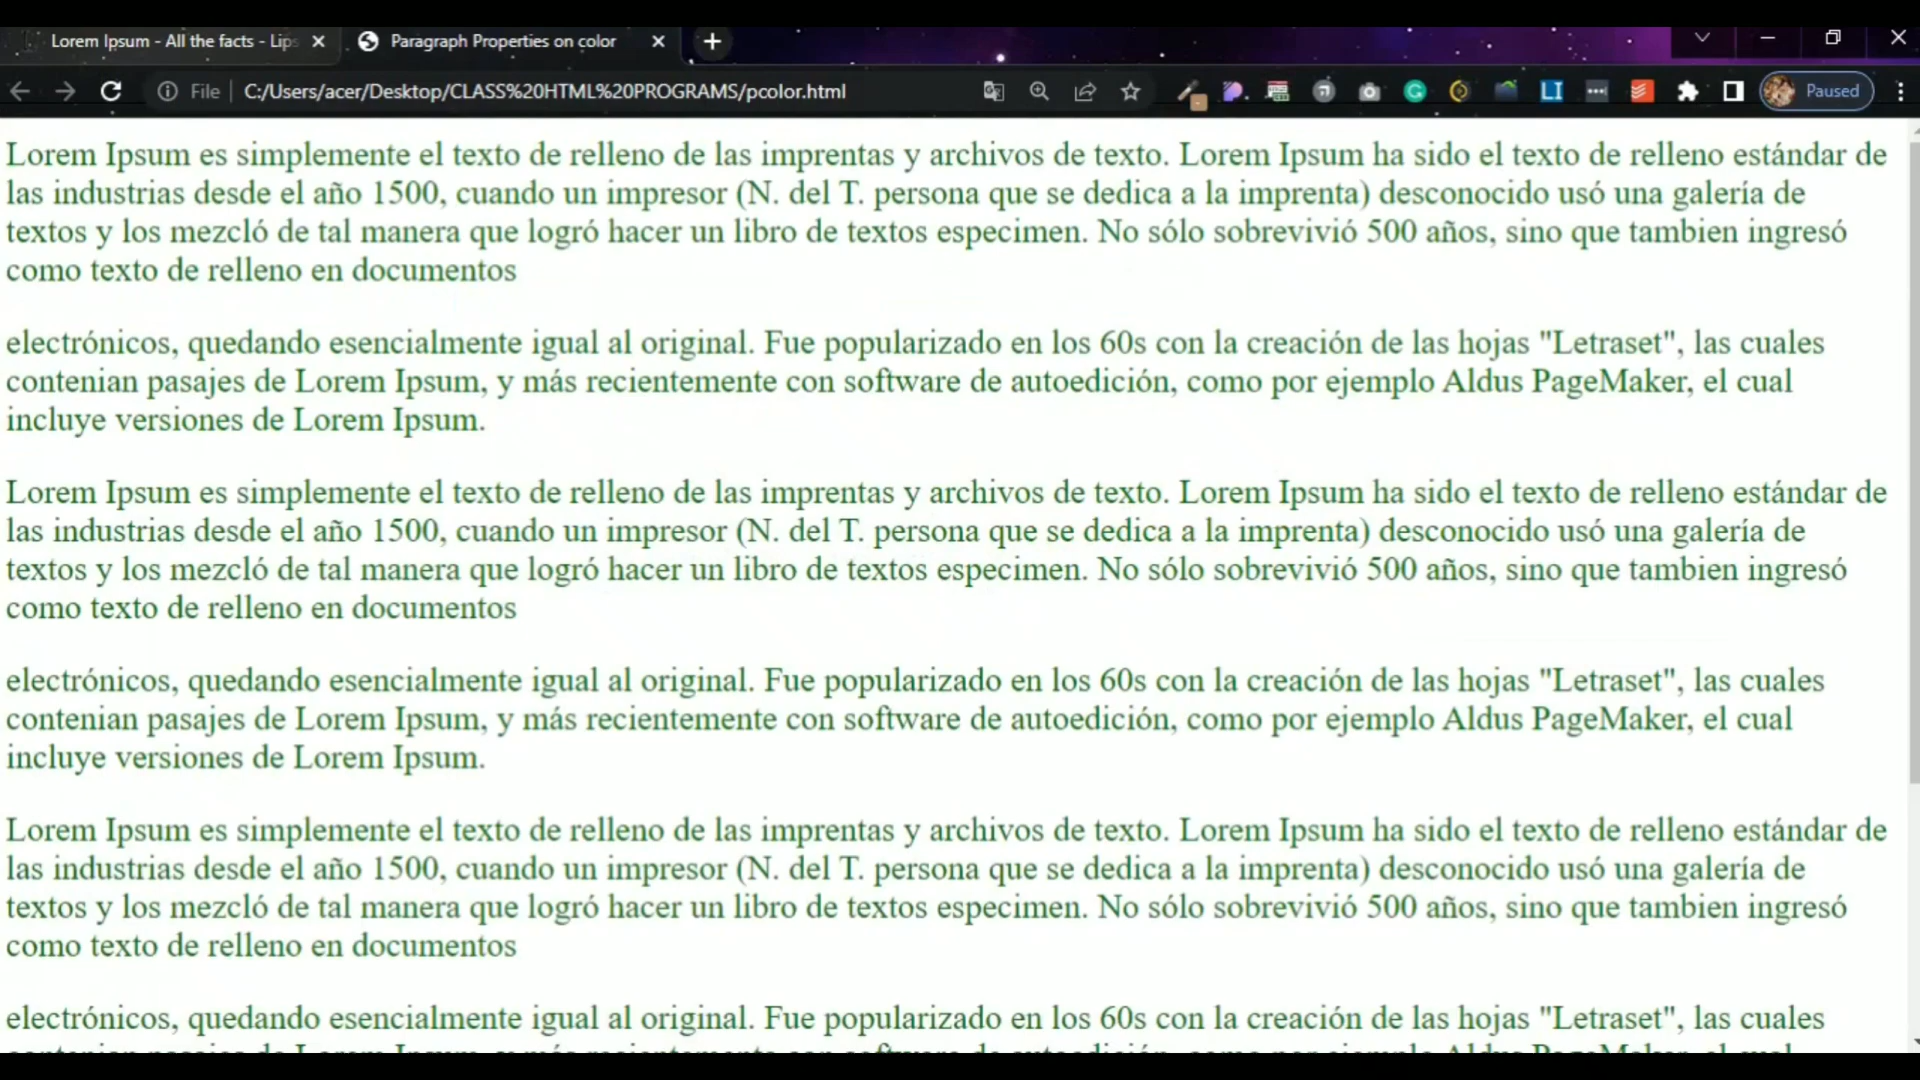 Lorem Ipsum - All the facts - Lips
Paragraph Properties on color
File
C:/Users/acer/Desktop/CLASS%20HTML%20PROGRAMS/pcolor.html
Paused
Lorem Ipsum es simplemente el texto de relleno de las imprentas y archivos de texto. Lorem Ipsum ha sido el texto de relleno estándar de
las industrias desde el año 1500, cuando un impresor (N. del T. persona que se dedica a la imprenta) desconocido usó una galería de
textos y los mezcló de tal manera que logró hacer un libro de textos especimen. No sólo sobrevivió 500 años, sino que tambien ingresó
como texto de relleno en documentos
electrónicos, quedando esencialmente igual al original. Fue popularizado en los 60s con la creación de las hojas "Letraset", las cuales
contenian pasajes de Lorem Ipsum, y más recientemente con software de autoedición, como por ejemplo Aldus PageMaker, el cual
incluye versiones de Lorem Ipsum.
Lorem Ipsum es simplemente el texto de relleno de las imprentas y archivos de texto. Lorem Ipsum ha sido el texto de relleno estándar de
las industrias desde el año 1500, cuando un impresor (N. del T. persona que se dedica a la imprenta) desconocido usó una galería de
textos y los mezcló de tal manera que logró hacer un libro de textos especimen. No sólo sobrevivió 500 años, sino que tambien ingresó
como texto de relleno en documentos
electrónicos, quedando esencialmente igual al original. Fue popularizado en los 60s con la creación de las hojas "Letraset", las cuales
contenian pasajes de Lorem Ipsum, y más recientemente con software de autoedición, como por ejemplo Aldus PageMaker, el cual
incluye versiones de Lorem Ipsum.
Lorem Ipsum es simplemente el texto de relleno de las imprentas y archivos de texto. Lorem Ipsum ha sido el texto de relleno estándar de
las industrias desde el año 1500, cuando un impresor (N. del T. persona que se dedica a la imprenta) desconocido usó una galería de
textos y los mezcló de tal manera que logró hacer un libro de textos especimen. No sólo sobrevivió 500 años, sino que tambien ingresó
como texto de relleno en documentos
electrónicos, quedando esencialmente igual al original. Fue popularizado en los 60s con la creación de las hojas "Letraset", las cuales